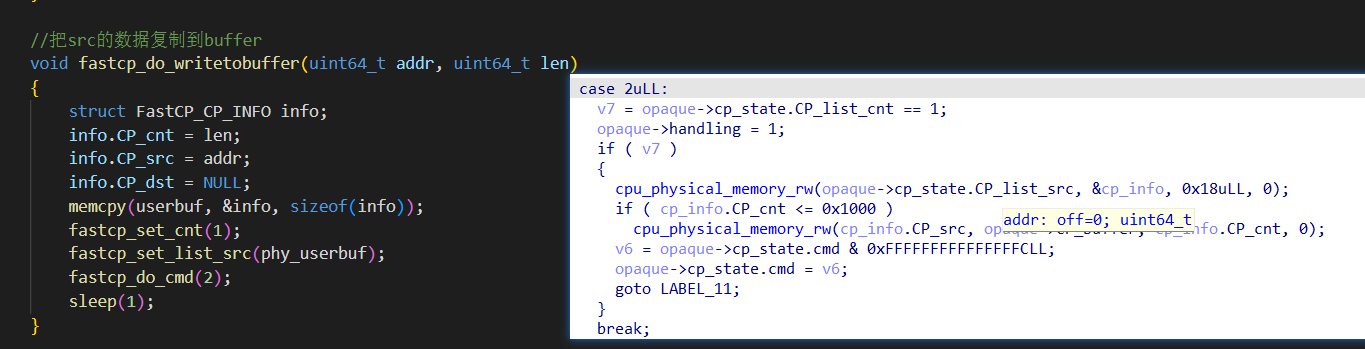 //把src的数据复制到buffer
void fastcp_do_writetobuffer(uint64_t addr, uint64_t len)
{
struct FastCP_CP_INFO info;
info.CP_cnt = len;
info.CP_src = addr;
info.CP_dst = NULL;
memcpy(userbuf, &info, sizeof(info));
fastcp_set_cnt(1);
fastcp_set_list_src(phy_userbuf);
fastcp_do_cmd(2);
sleep(1);
}
case 2uLL:
v7 = opaque->cp_state.CP_list_cnt == 1;
opaque->handling = 1;
if ( v7 )
{
cpu_physical_memory_rw(opaque->cp_state.CP_list_src, &cp_info, 0x18uLL, 0);
if ( cp_info.CP_cnt <= 0x1000 )
addr: off=0; uint64_t
cpu_physical_memory_rw(cp_info.CP_src, .CP_cnt, 0);
v6 = opaque->cp_state.cmd & 0xFFFFFFFFFFFFFFFCLL;
opaque->cp_state.cmd = v6;
goto LABEL_11;
}
break;